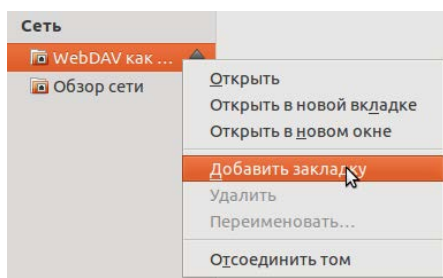 Сеть
WebDAV как ...
Обзор сети
Открыть
Открыть в новой вкладке
Открыть в новом окне
Добавить закладку
Удалить
Переименовать...
Отсоединить том